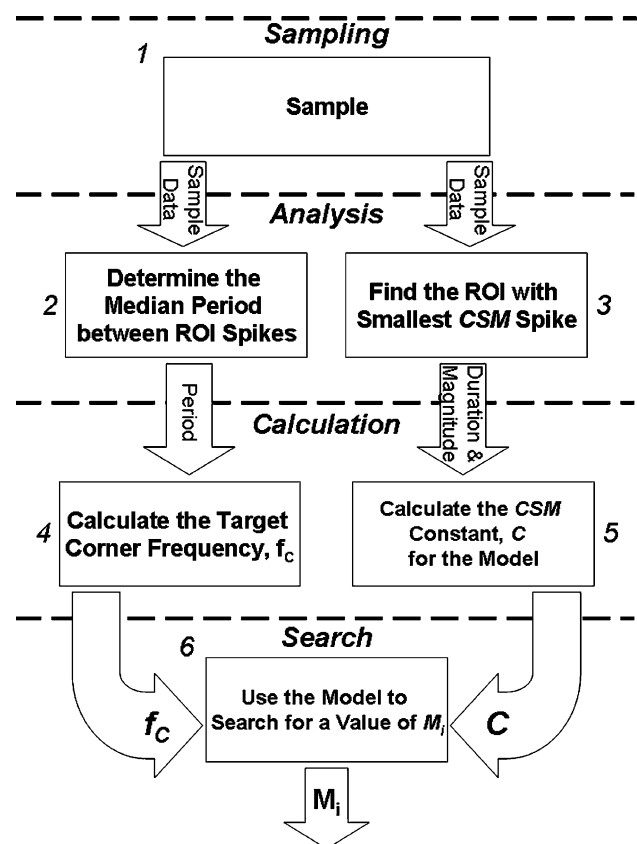 Sampling
1
Sample
Sample
Data
Sample
Data
Analysis
2
Determine the
Median Period
between ROI Spikes
Find the ROI with
Smallest CSM Spike
3
Period
Duration &
Magnitude
Calculation
4
Calculate the Target
Corner Frequency, fc
Calculate the CSM
Constant, C
for the Model
5
Search
6
Use the Model to
Search for a Value of Mi
fC
C
Mi